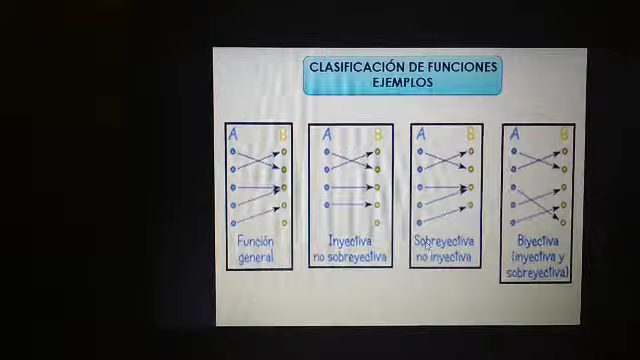 CLASIFICACIÓN DE FUNCIONES
EJEMPLOS
A B
A B
A B
A B
Función
general
Inyectiva
no sobreyectiva
Sobreyectiva
no inyectiva
Biyectiva
(inyectiva y
sobreyectiva)